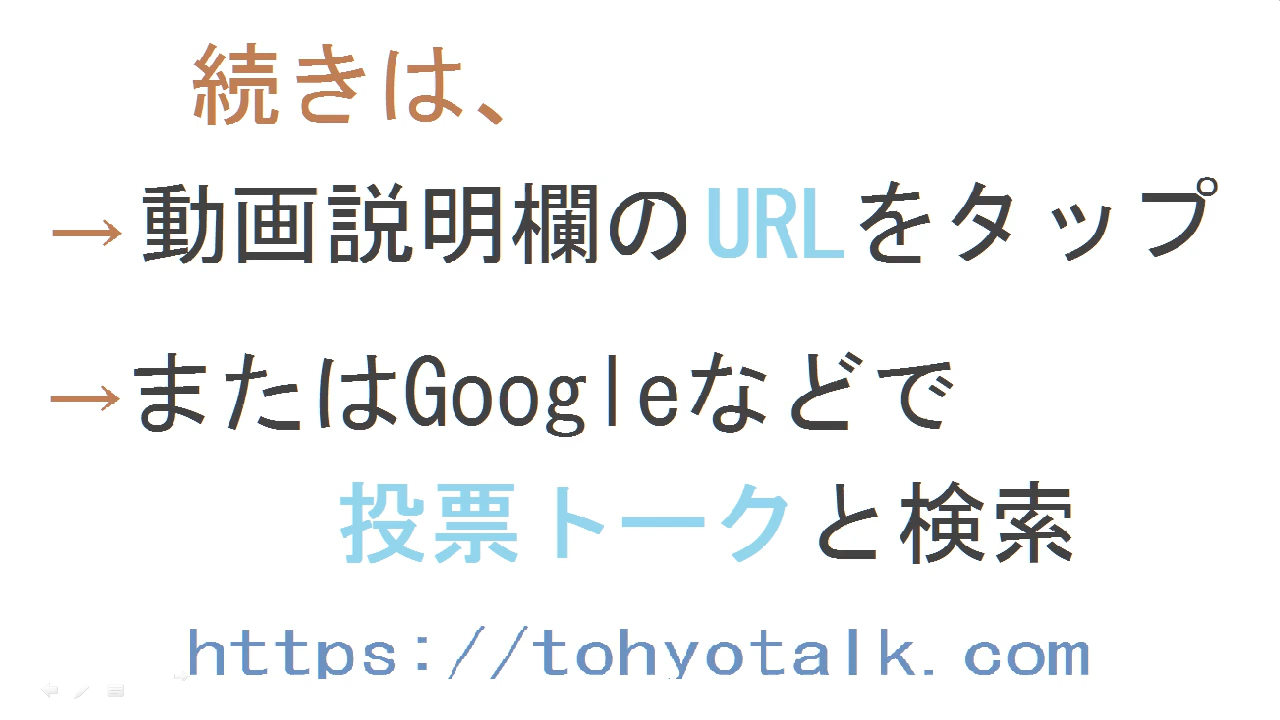 続きは、
→動画説明欄のURLをタップ
→またはGoogleなどで
投票トークと検索
https://tohyotalk.com